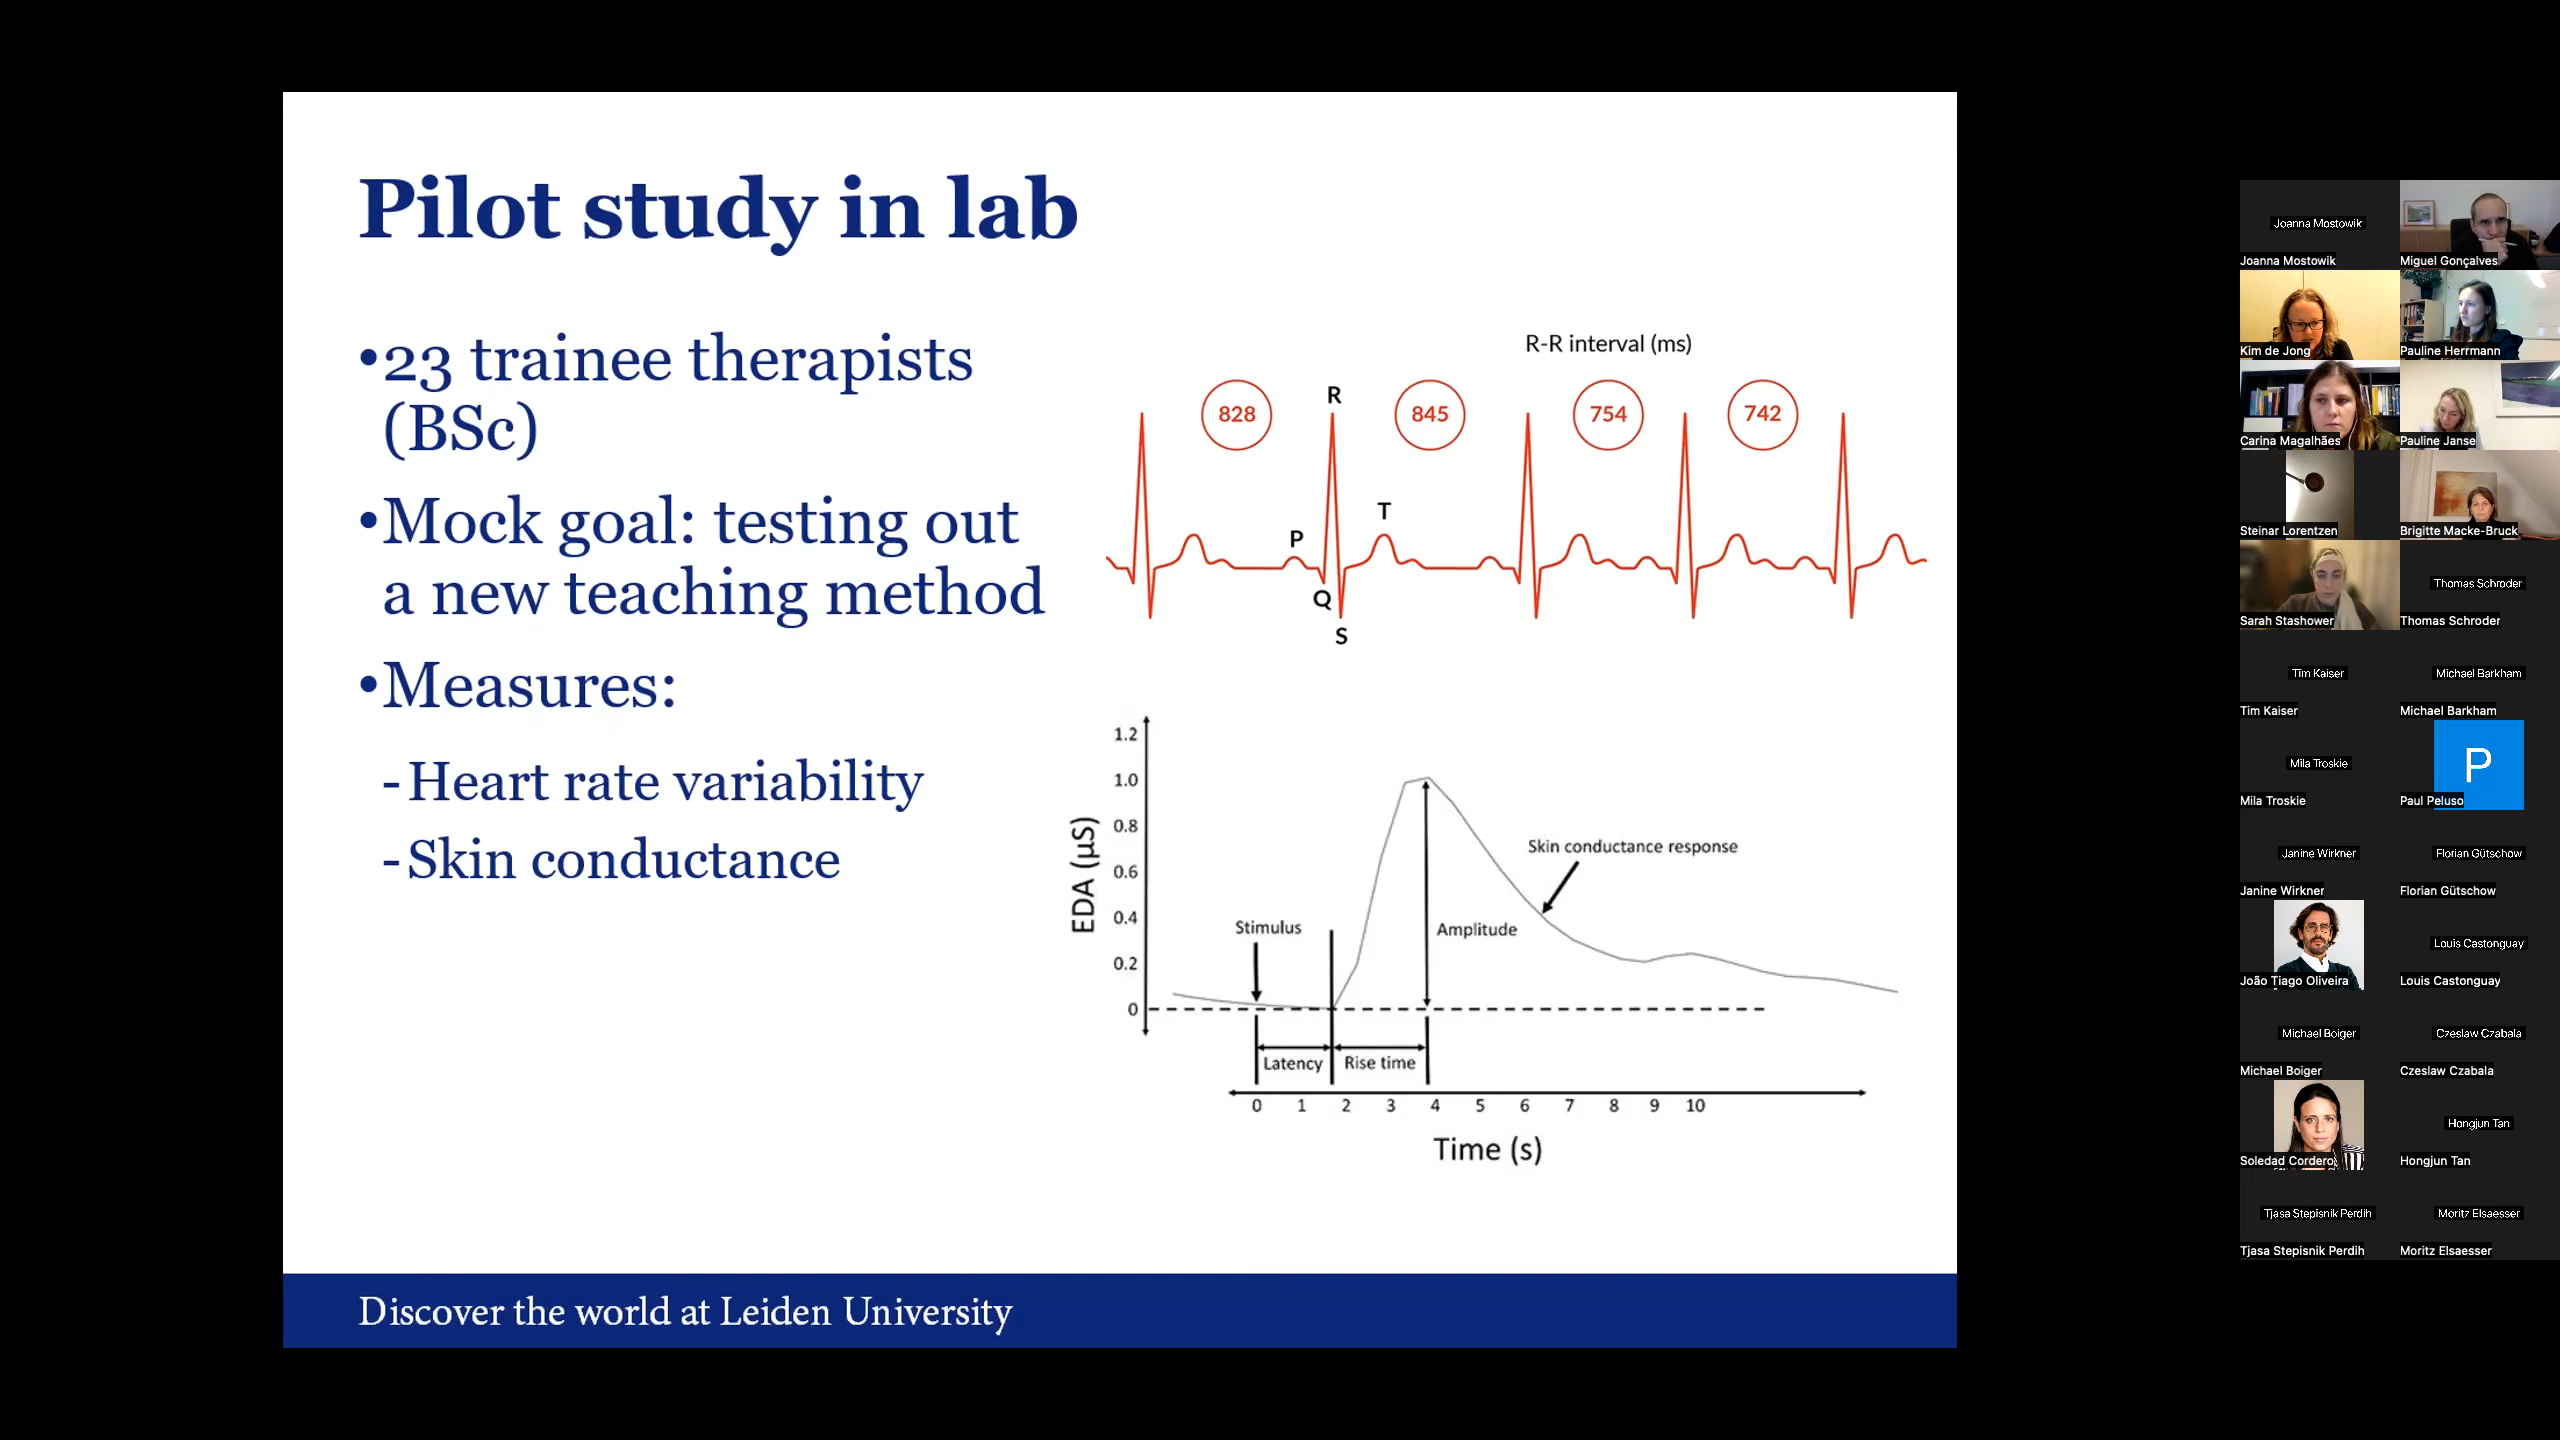 Pilot study in lab
•23 trainee therapists
(BSc)
•Mock goal: testing out
a new teaching method
•Measures:
-Heart rate variability
-Skin conductance
R-R interval (ms)
828
R
845
754
742
P
T
Q
S
EDA (µS)
1.2
1.0
0.8
0.6
0.4
0.2
0
Stimulus
Skin conductance response
Amplitude
Latency
Rise time
0 1 2 3 4 5 6 7 8 9 10
Time (s)
Discover the world at Leiden University
Joanna Mostowik
Joanna Mostowik
Miguel Gonçalves
Kim de Jong
Pauline Herrmann
Carina Magalhães
Pauline Janse
Steinar Lorentzen
Brigitte Macke-Bruck
Sarah Stashower
Thomas Schroder
Thomas Schroder
Tim Kaiser
Tim Kaiser
Michael Barkham
Michael Barkham
Mila Troskie
Mila Troskie
P
Paul Peluso
Janine Wirkner
Janine Wirkner
Florian Gütschow
Florian Gütschow
João Tiago Oliveira
Louis Castonguay
Louis Castonguay
Michael Boiger
Michael Boiger
Czeslaw Czabala
Czeslaw Czabala
Soledad Cordero
Hongjun Tan
Hongjun Tan
Tjasa Stepisnik Perdih
Tjasa Stepisnik Perdih
Moritz Elsaesser
Moritz Elsaesser